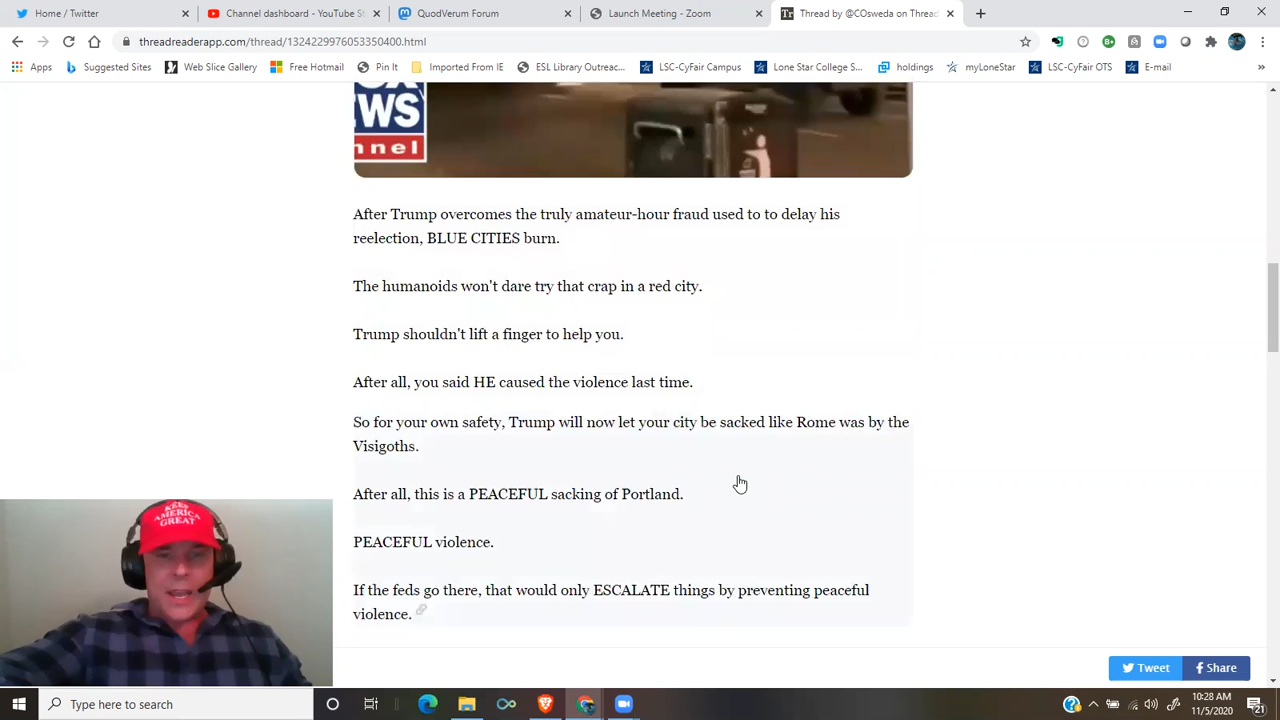 Home / Twitter
Channel dashboard - YouTube St
QuodVerum Forum
Launch Meeting - Zoom
Thread by @COsweda on Thread
threadreaderapp.com/thread/1324229976053350400.html
Apps
Suggested Sites
Web Slice Gallery
Free Hotmail
Pin It
Imported From IE
ESL Library Outreac...
LSC-CyFair Campus
Lone Star College S...
holdings
myLoneStar
LSC-CyFair OTS
E-mail
»
NEWS
channel
After Trump overcomes the truly amateur-hour fraud used to to delay his
reelection, BLUE CITIES burn.
The humanoids won't dare try that crap in a red city.
Trump shouldn't lift a finger to help you.
After all, you said HE caused the violence last time.
So for your own safety, Trump will now let your city be sacked like Rome was by the
Visigoths.
After all, this is a PEACEFUL sacking of Portland.
PEACEFUL violence.
If the feds go there, that would only ESCALATE things by preventing peaceful
violence.
KEEP
AMERICA
GREAT
Tweet
Share
Type here to search
10:28 AM
11/5/2020
21